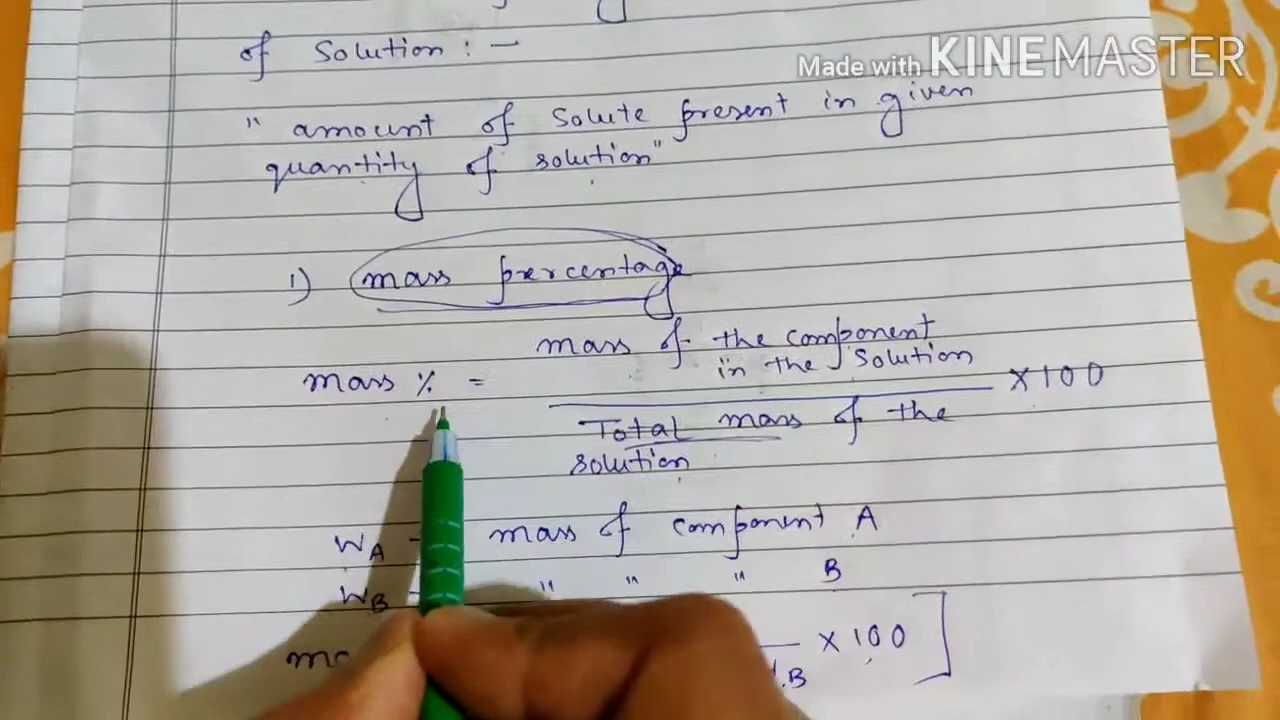 Made with KINEMASTER
of Solution : —
" amount of solute present in given
quantity of solution"
1) mass percentage
mass of the component
in the solution
mass % = × 100
Total mass of the
solution
WA - mass of component A
WB - " " " B
× 100 ]